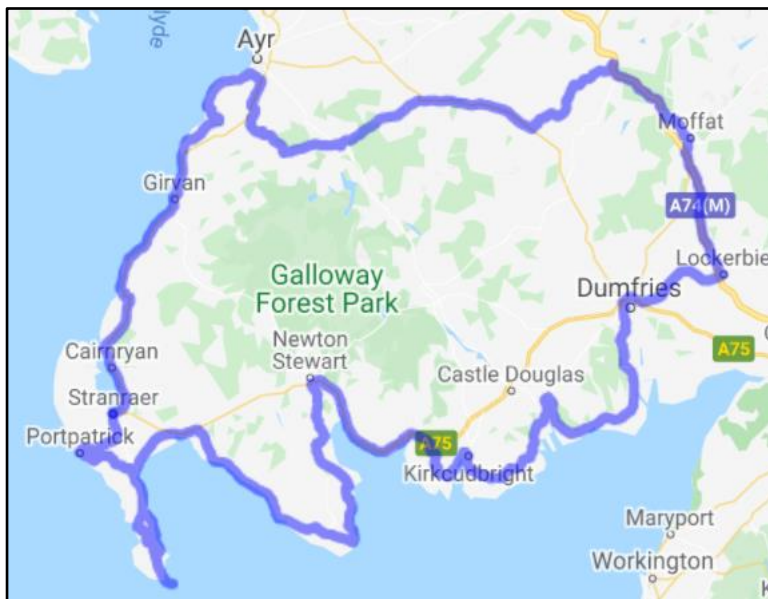 lyde
Ayr
Moffat
Girvan
A74(M)
Lockerbie
Galloway
Forest Park
Dumfries
Newton
Stewart
A75
Cairnryan
Castle Douglas
Stranraer
Portpatrick
A75
Kirkcudbright
Maryport
Workington